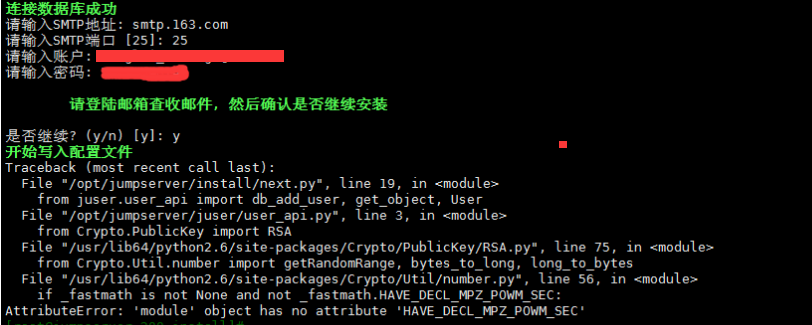 连接数据库成功
请输入SMTP地址: smtp.163.com
请输入SMTP端口 [25]: 25
请输入账户:
请输入密码:
请登陆邮箱查收邮件, 然后确认是否继续安装
是否继续? (y/n) [y]: y
开始写入配置文件
Traceback (most recent call last):
  File "/opt/jumpserver/install/next.py", line 19, in <module>
    from juser.user_api import db_add_user, get_object, User
  File "/opt/jumpserver/juser/user_api.py", line 3, in <module>
    from Crypto.PublicKey import RSA
  File "/usr/lib64/python2.6/site-packages/Crypto/PublicKey/RSA.py", line 75, in <module>
    from Crypto.Util.number import getRandomRange, bytes_to_long, long_to_bytes
  File "/usr/lib64/python2.6/site-packages/Crypto/Util/number.py", line 56, in <module>
    if _fastmath is not None and not _fastmath.HAVE_DECL_MPZ_POWM_SEC:
AttributeError: 'module' object has no attribute 'HAVE_DECL_MPZ_POWM_SEC'